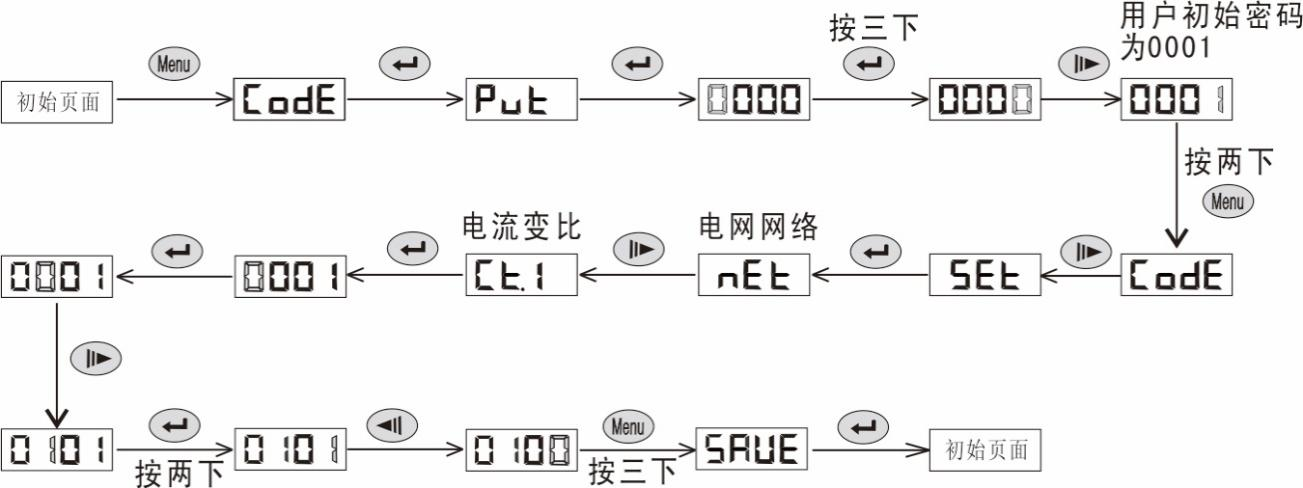 用户初始密码
为0001
按三下
Menu
初始页面
CodE
Put
0000
0000
0001
按两下
Menu
电流变比
电网网络
0001
0001
Ct.1
nEt
SEt
CodE
0101
按两下
0101
0100
Menu
按三下
SAVE
初始页面